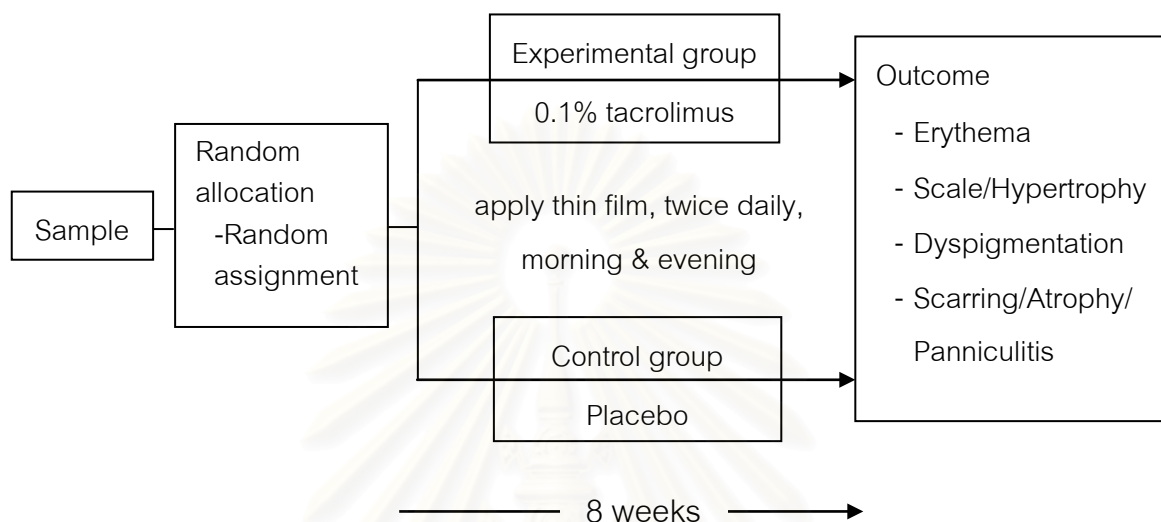 Sample
Random
allocation
-Random
assignment
Experimental group
0.1% tacrolimus
apply thin film, twice daily,
morning & evening
Control group
Placebo
Outcome
- Erythema
- Scale/Hypertrophy
- Dyspigmentation
- Scarring/Atrophy/
Panniculitis
8 weeks